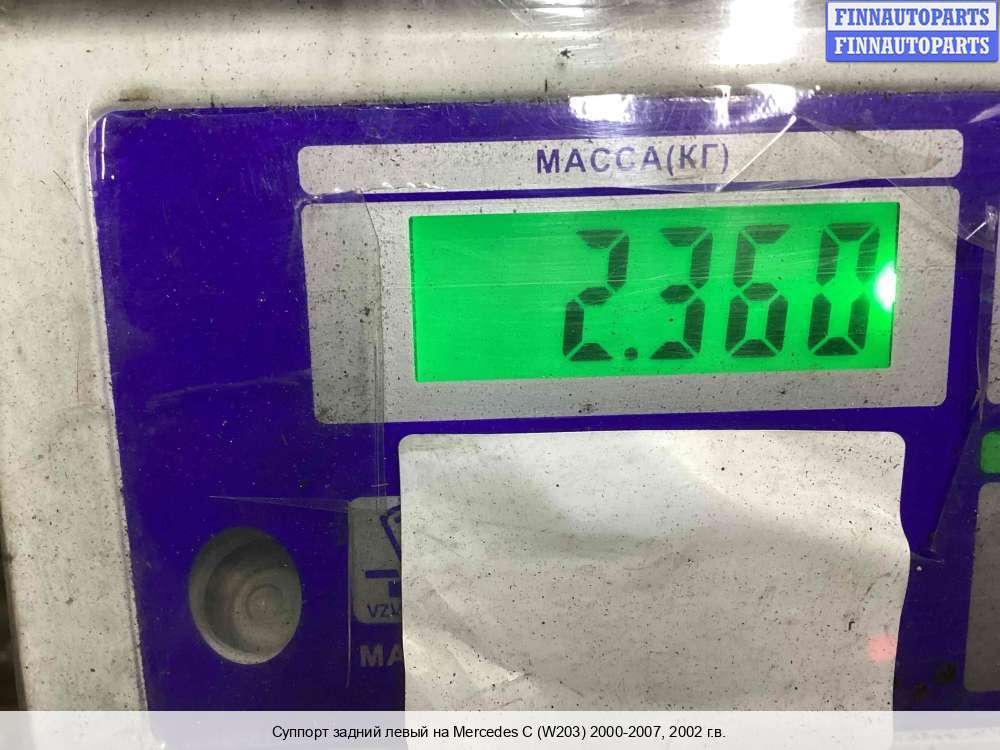 FINNAUTOPARTS
FINNAUTOPARTS
МАССА(КГ)
2.360
Суппорт задний левый на Mercedes C (W203) 2000-2007, 2002 г.в.